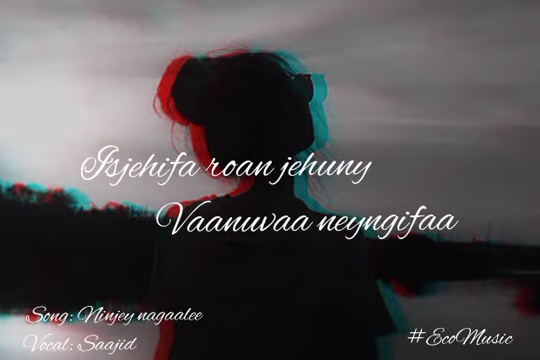 Isjehifa roan jehuny
Vaanuvaa neyngifaa
Song: Ninjey nagaalee
Vocal: Saajid
#EcoMusic